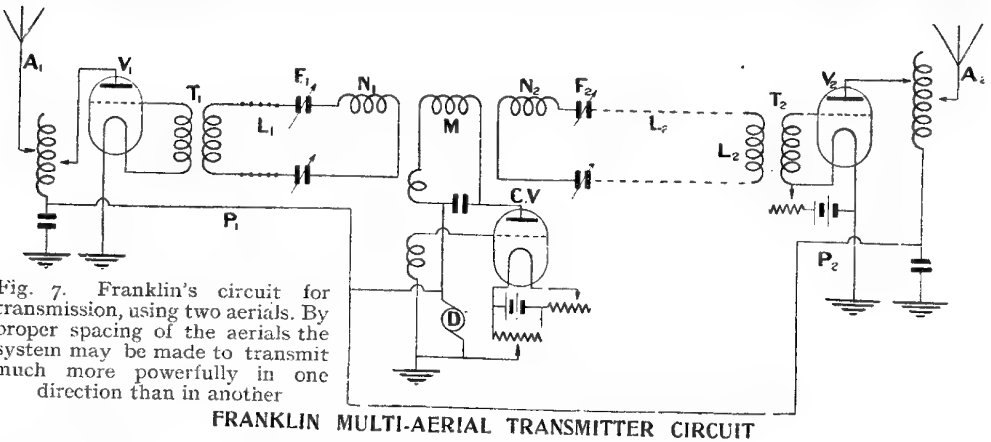 A₁
V₁
T₁
F₁
L₁
N₁
M
N₂
F₂
L₂
L₂
T₂
V₂
A₂
P₁
C.V
P₂
D
Fig. 7. Franklin's circuit for
transmission, using two aerials. By
proper spacing of the aerials the
system may be made to transmit
much more powerfully in one
direction than in another
FRANKLIN MULTI-AERIAL TRANSMITTER CIRCUIT